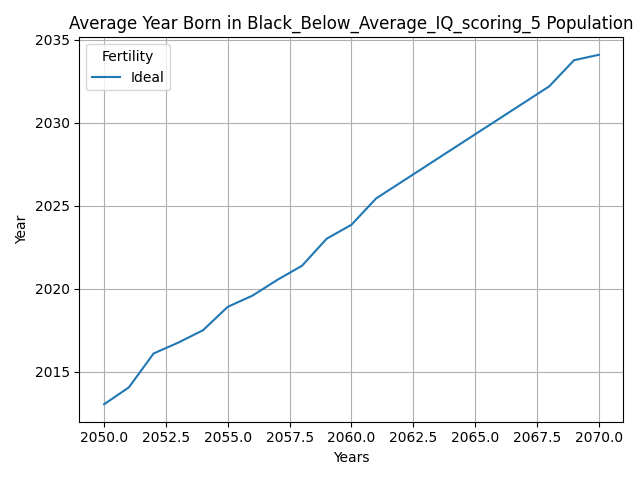 Average Year Born in Black_Below_Average_IQ_scoring_5 Population
Fertility
Ideal
2035
2030
2025
2020
2015
Year
2050.0 2052.5 2055.0 2057.5 2060.0 2062.5 2065.0 2067.5 2070.0
Years